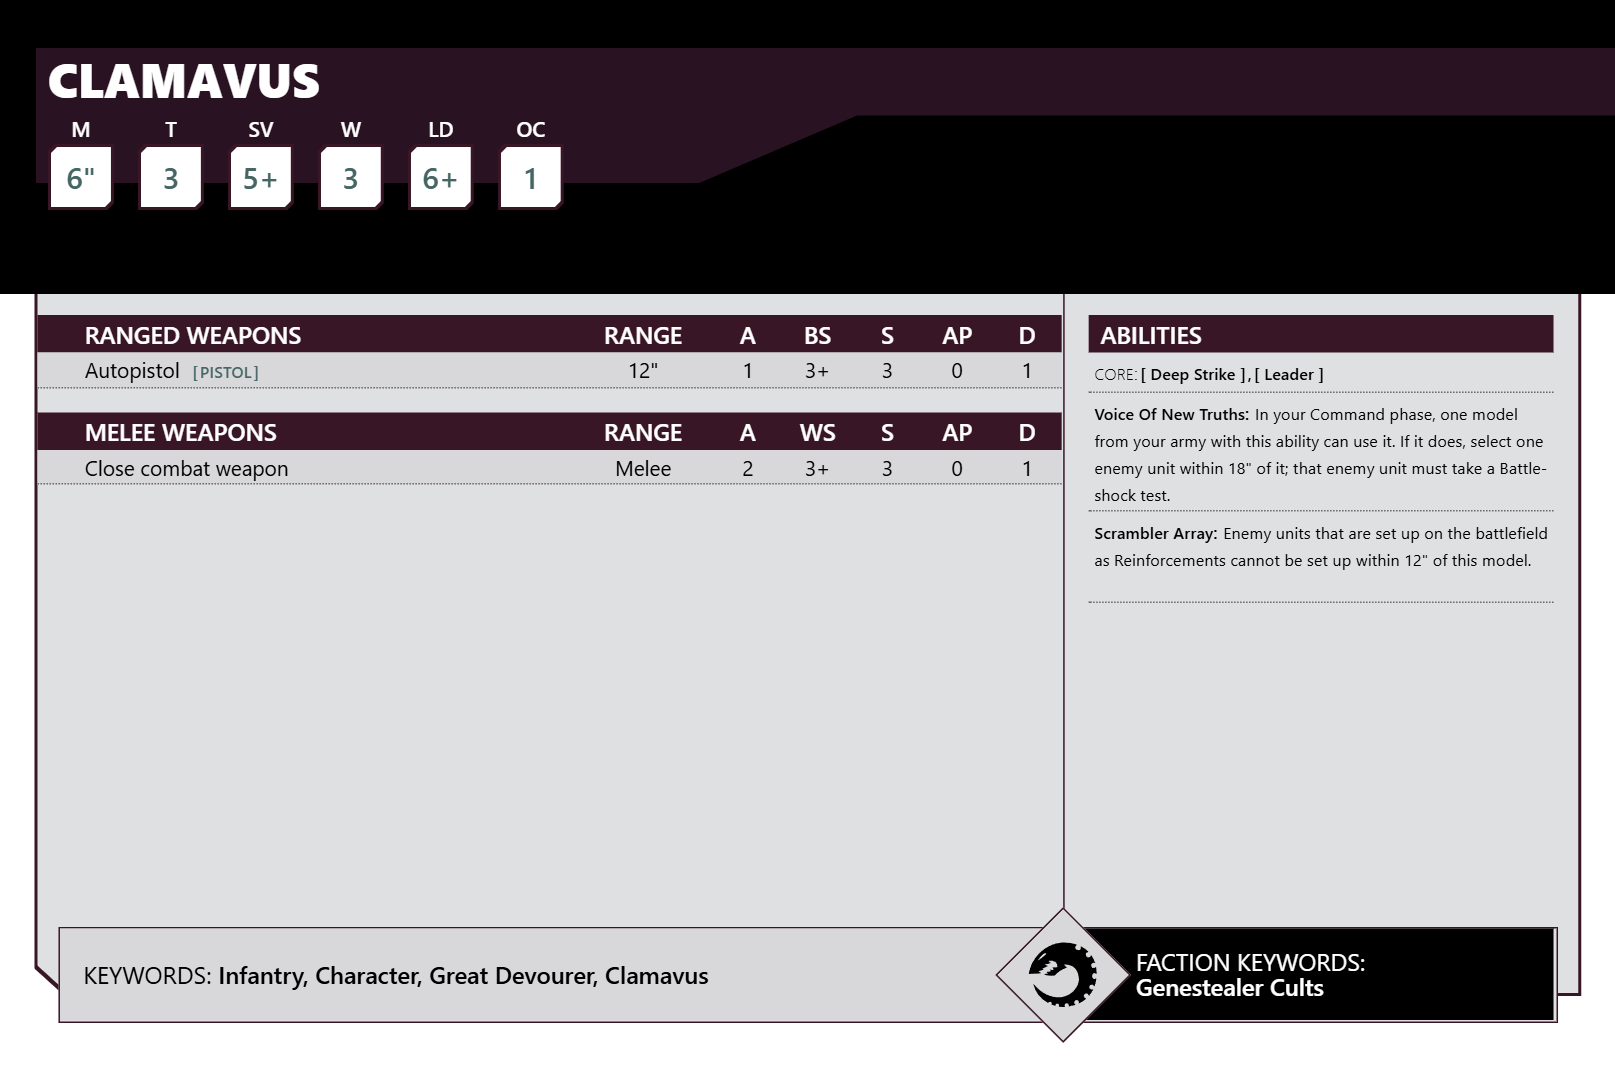 CLAMAVUS
M T SV W LD OC
6" 3 5+ 3 6+ 1
RANGED WEAPONS RANGE A BS S AP D
Autopistol [PISTOL] 12" 1 3+ 3 0 1
MELEE WEAPONS RANGE A WS S AP D
Close combat weapon Melee 2 3+ 3 0 1
ABILITIES
CORE: [ Deep Strike ] , [ Leader ]
Voice Of New Truths: In your Command phase, one model
from your army with this ability can use it. If it does, select one
enemy unit within 18" of it; that enemy unit must take a Battle-
shock test.
Scrambler Array: Enemy units that are set up on the battlefield
as Reinforcements cannot be set up within 12" of this model.
KEYWORDS: Infantry, Character, Great Devourer, Clamavus
FACTION KEYWORDS:
Genestealer Cults